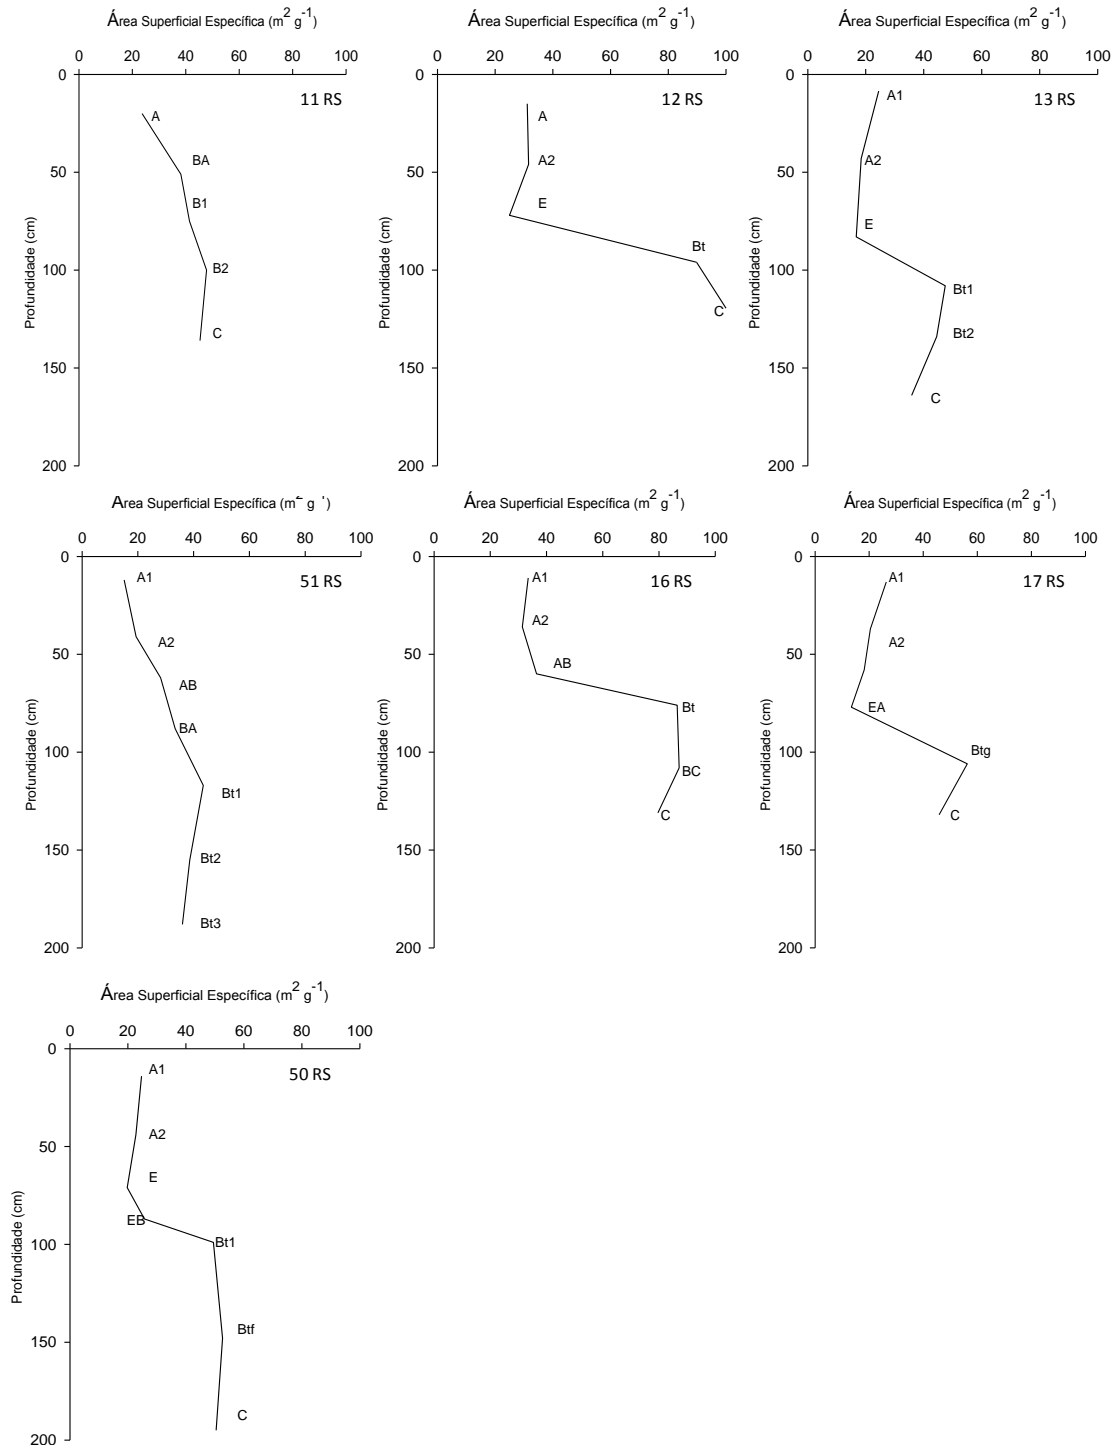 Área Superficial Específica (m2 g-1)
0 20 40 60 80 100
0
50
100
150
200
Profundidade (cm)
11 RS
A
BA
B1
B2
C
Área Superficial Específica (m2 g-1)
0 20 40 60 80 100
0
50
100
150
200
Profundidade (cm)
12 RS
A
A2
E
Bt
C
Área Superficial Específica (m2 g-1)
0 20 40 60 80 100
0
50
100
150
200
Profundidade (cm)
A1
13 RS
A2
E
Bt1
Bt2
C
Área Superficial Específica (m2 g-1)
0 20 40 60 80 100
0
50
100
150
200
Profundidade (cm)
A1
51 RS
A2
AB
BA
Bt1
Bt2
Bt3
Área Superficial Específica (m2 g-1)
0 20 40 60 80 100
0
50
100
150
200
Profundidade (cm)
A1
16 RS
A2
AB
Bt
BC
C
Área Superficial Específica (m2 g-1)
0 20 40 60 80 100
0
50
100
150
200
Profundidade (cm)
A1
17 RS
A2
EA
Btg
C
Área Superficial Específica (m2 g-1)
0 20 40 60 80 100
0
50
100
150
200
Profundidade (cm)
A1
50 RS
A2
E
EB
Bt1
Btf
C